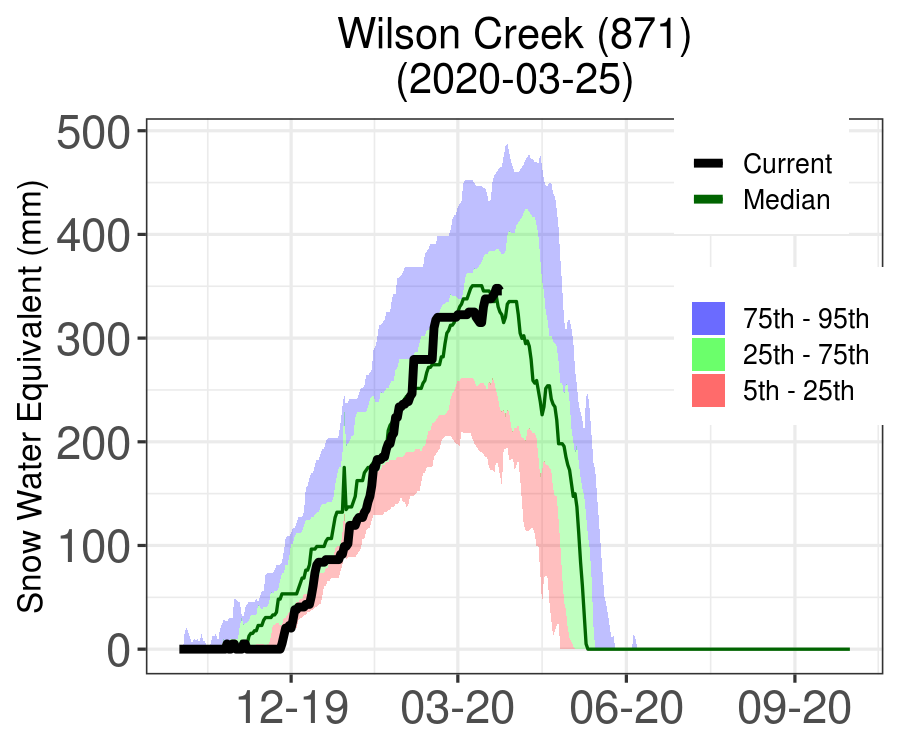 Wilson Creek (871)
(2020-03-25)
Snow Water Equivalent (mm)
500
400
300
200
100
0
12-19
03-20
06-20
09-20
Current
Median
75th - 95th
25th - 75th
5th - 25th